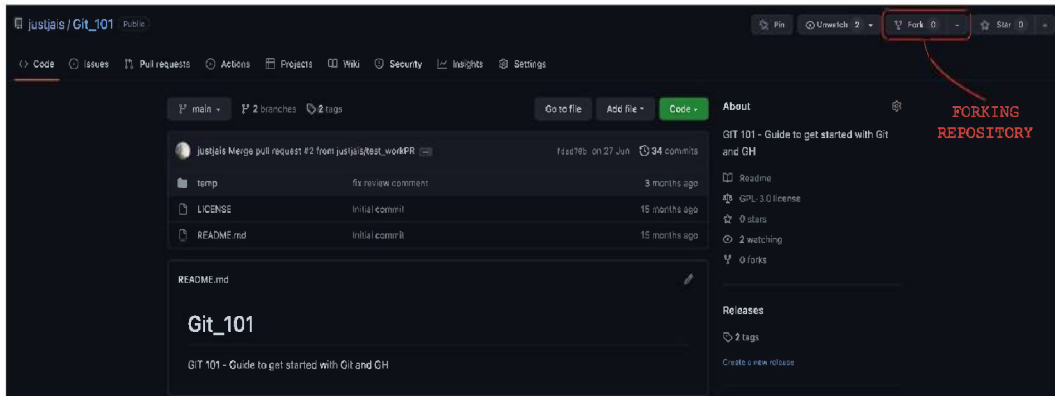 justjais / Git_101 Public
Pin Unwatch 2 Fork 0 Star 0
Code Issues Pull requests Actions Projects Wiki Security Insights Settings
main 2 branches 2 tags Go to file Add file Code
justjais Merge pull request #2 from justjais/test_workPR on 27 Jun 34 commits
temp fix review comment 3 months ago
LICENSE Initial commit 15 months ago
README.md Initial commit 15 months ago
README.md
Git_101
GIT 101 - Guide to get started with Git and GH
About
GIT 101 - Guide to get started with Git
and GH
Readme
GPL-3.0 license
0 stars
2 watching
0 forks
Releases
2 tags
Create a new release
FORKING
REPOSITORY